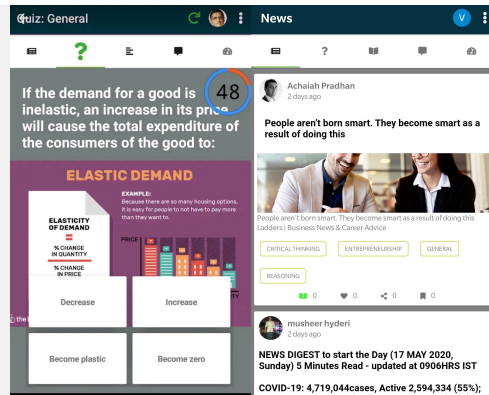 Quiz: General
48
If the demand for a good is
inelastic, an increase in its price
will cause the total expenditure of
the consumers of the good to:
ELASTIC DEMAND
EXAMPLE:
Because there are so many housing options,
it is easy for people to not have to pay more
than they want to.
ELASTICITY
OF DEMAND
=
% CHANGE
IN QUANTITY
% CHANGE
IN PRICE
PRICE
Decrease
Increase
Become plastic
Become zero
News
V
Achaiah Pradhan
2 days ago
People aren't born smart. They become smart as a
result of doing this
People aren't born smart. They become smart as a result of doing this
Ladders | Business News & Career Advice
CRITICAL THINKING
ENTREPRENEURSHIP
GENERAL
REASONING
0
0
0
0
musheer hyderi
2 days ago
NEWS DIGEST to start the Day (17 MAY 2020,
Sunday) 5 Minutes Read - updated at 0906HRS IST
COVID-19: 4,719,044cases, Active 2,594,334 (55%);